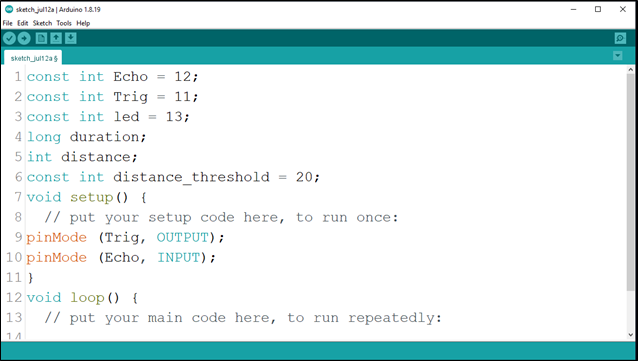 sketch_jul12a | Arduino 1.8.19
File Edit Sketch Tools Help
sketch_jul12a §
1 const int Echo = 12;
2 const int Trig = 11;
3 const int led = 13;
4 long duration;
5 int distance;
6 const int distance_threshold = 20;
7 void setup() {
8 // put your setup code here, to run once:
9 pinMode (Trig, OUTPUT);
10 pinMode (Echo, INPUT);
11 }
12 void loop() {
13 // put your main code here, to run repeatedly:
14